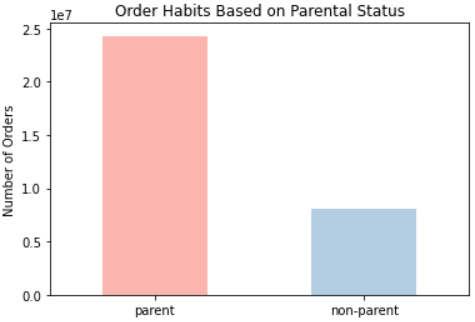 Order Habits Based on Parental Status
1e7
2.5
2.0
1.5
1.0
0.5
0.0
Number of Orders
parent
non-parent